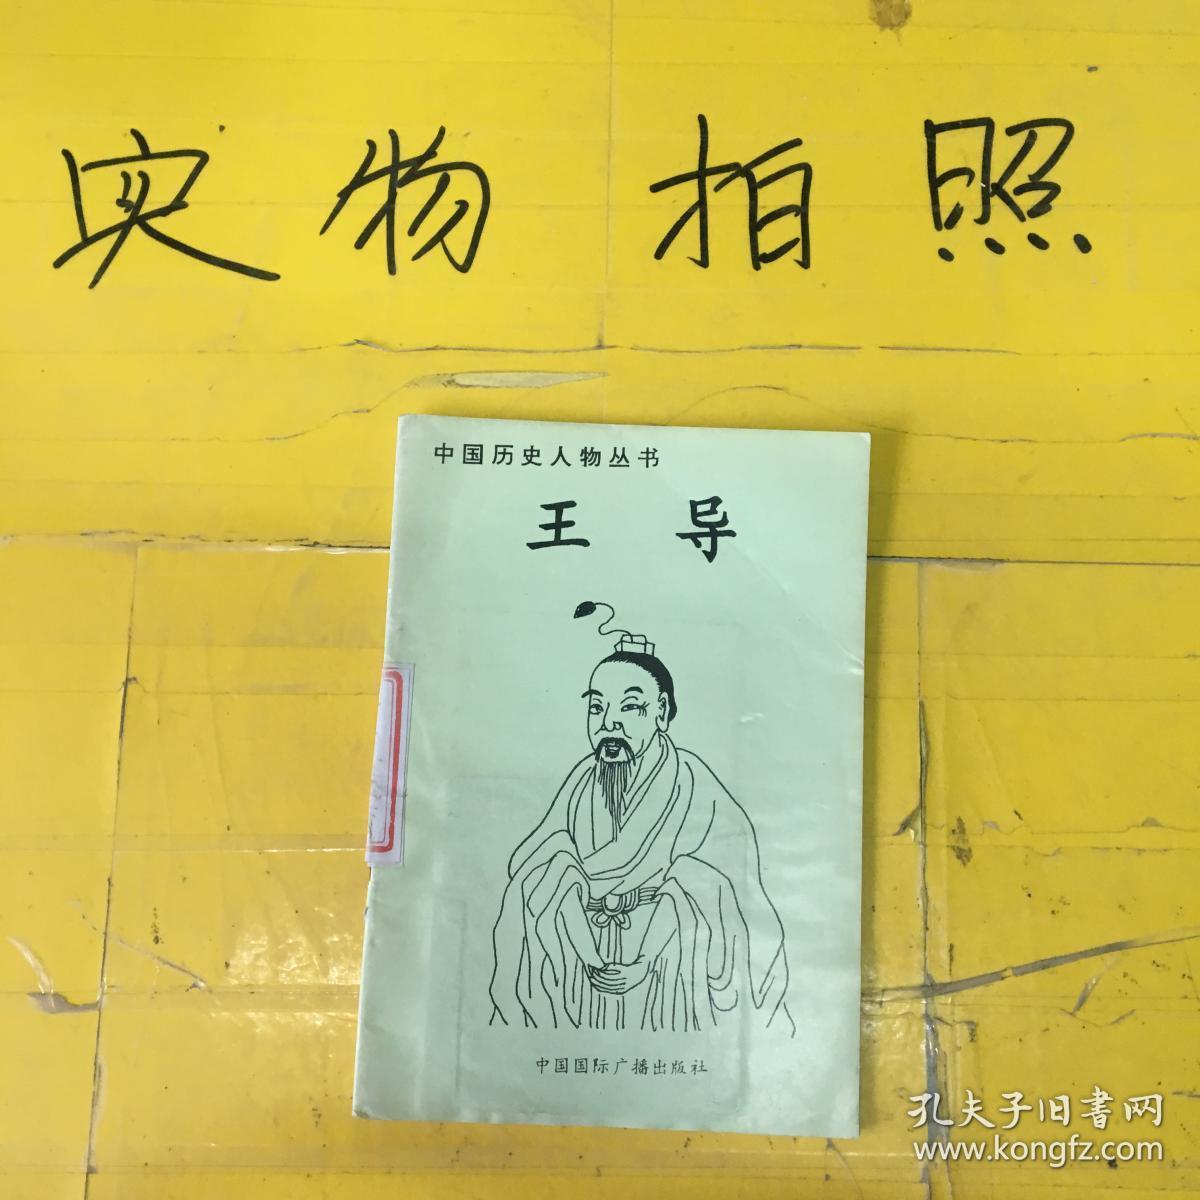 实物拍照
中国历史人物丛书
王导
中国国际广播出版社
孔夫子旧書网
www.kongfz.com